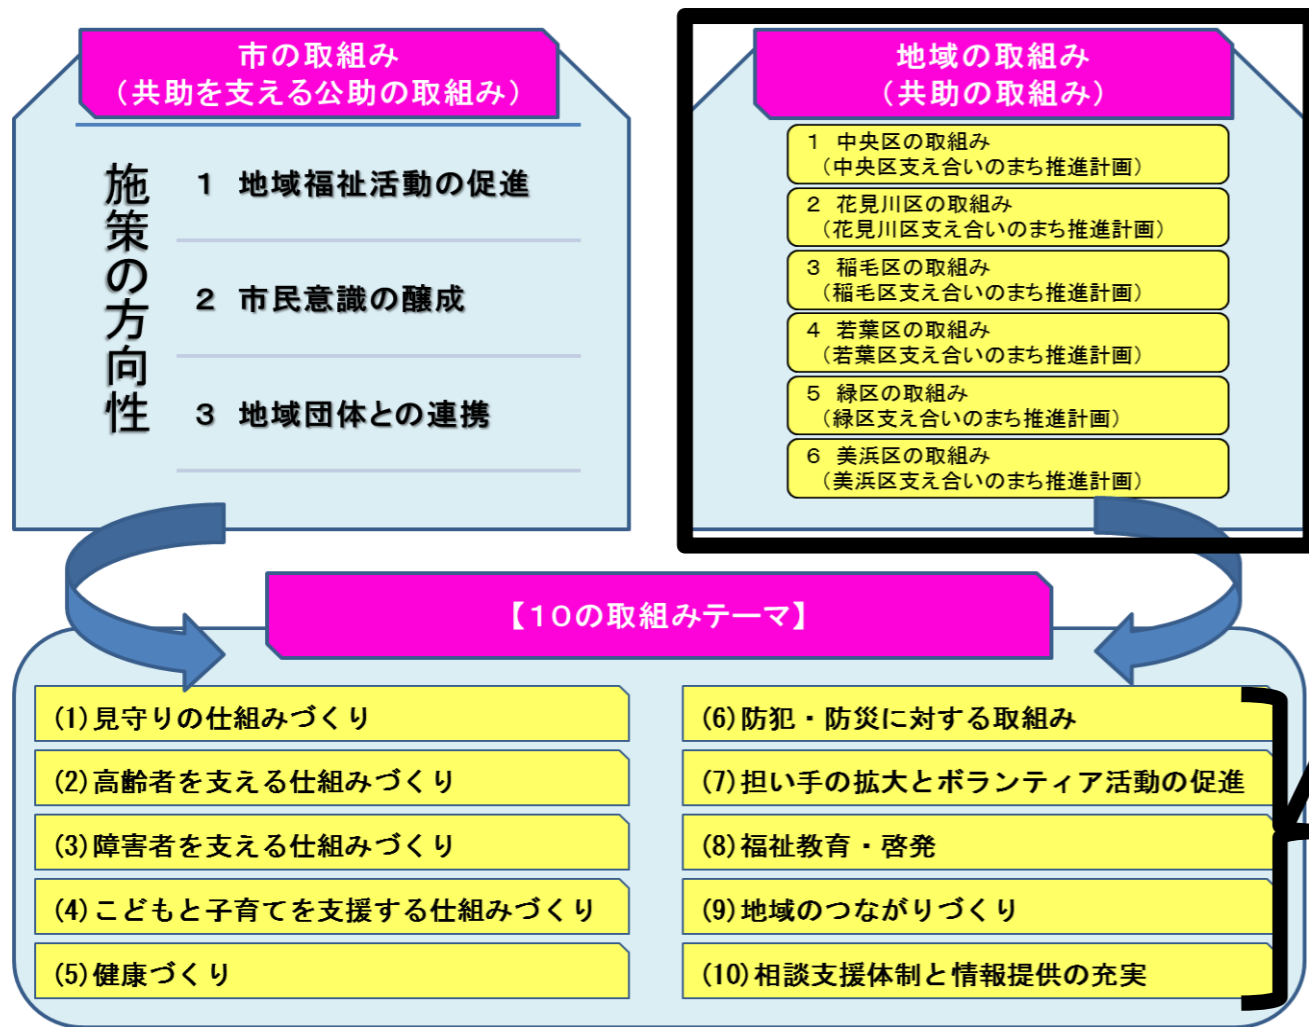 市の取組み
（共助を支える公助の取組み）
施策の方向性
１　地域福祉活動の促進
２　市民意識の醸成
３　地域団体との連携
地域の取組み
（共助の取組み）
１　中央区の取組み
（中央区支え合いのまち推進計画）
２　花見川区の取組み
（花見川区支え合いのまち推進計画）
３　稲毛区の取組み
（稲毛区支え合いのまち推進計画）
４　若葉区の取組み
（若葉区支え合いのまち推進計画）
５　緑区の取組み
（緑区支え合いのまち推進計画）
６　美浜区の取組み
（美浜区支え合いのまち推進計画）
【１０の取組みテーマ】
(1)見守りの仕組みづくり
(2)高齢者を支える仕組みづくり
(3)障害者を支える仕組みづくり
(4)こどもと子育てを支援する仕組みづくり
(5)健康づくり
(6)防犯・防災に対する取組み
(7)担い手の拡大とボランティア活動の促進
(8)福祉教育・啓発
(9)地域のつながりづくり
(10)相談支援体制と情報提供の充実